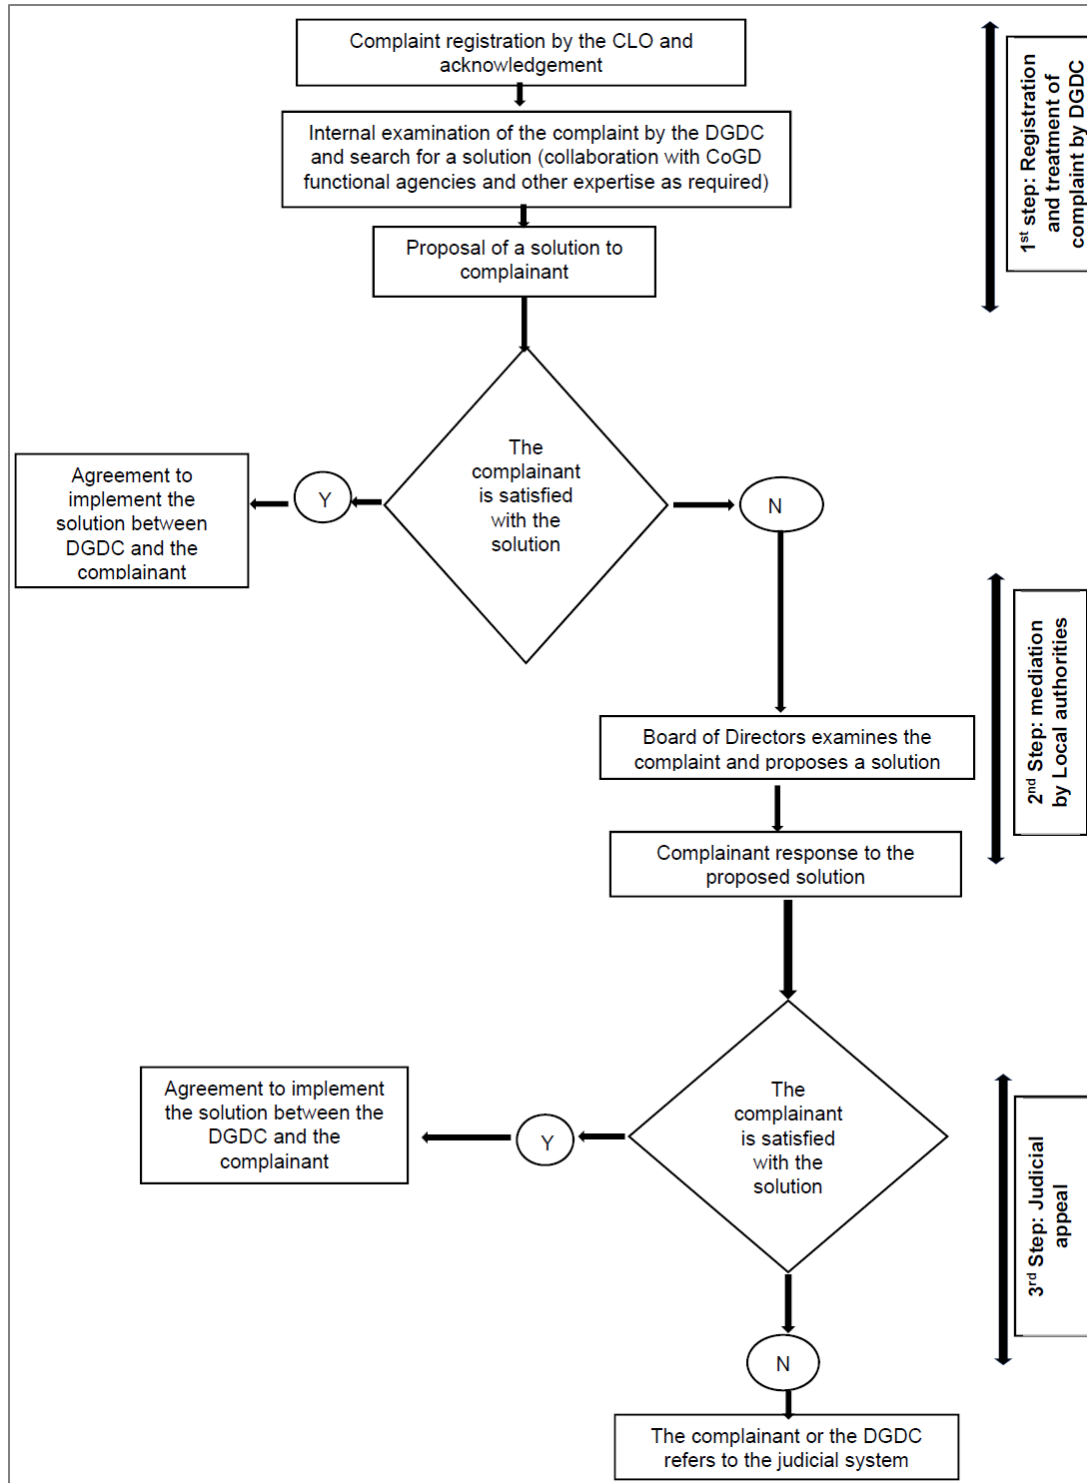 Complaint registration by the CLO and
acknowledgement
Internal examination of the complaint by the DGDC
and search for a solution (collaboration with CoGD
functional agencies and other expertise as required)
Proposal of a solution to
complainant
1st step: Registration
and treatment of
complaint by DGDC
The
complainant
is satisfied
with the
solution
Y
N
Agreement to
implement the
solution between
DGDC and the
complainant
2nd Step: mediation
by Local authorities
Board of Directors examines the
complaint and proposes a solution
Complainant response to the
proposed solution
The
complainant
is satisfied
with the
solution
Y
Agreement to implement
the solution between the
DGDC and the
complainant
3rd Step: Judicial
appeal
N
The complainant or the DGDC
refers to the judicial system